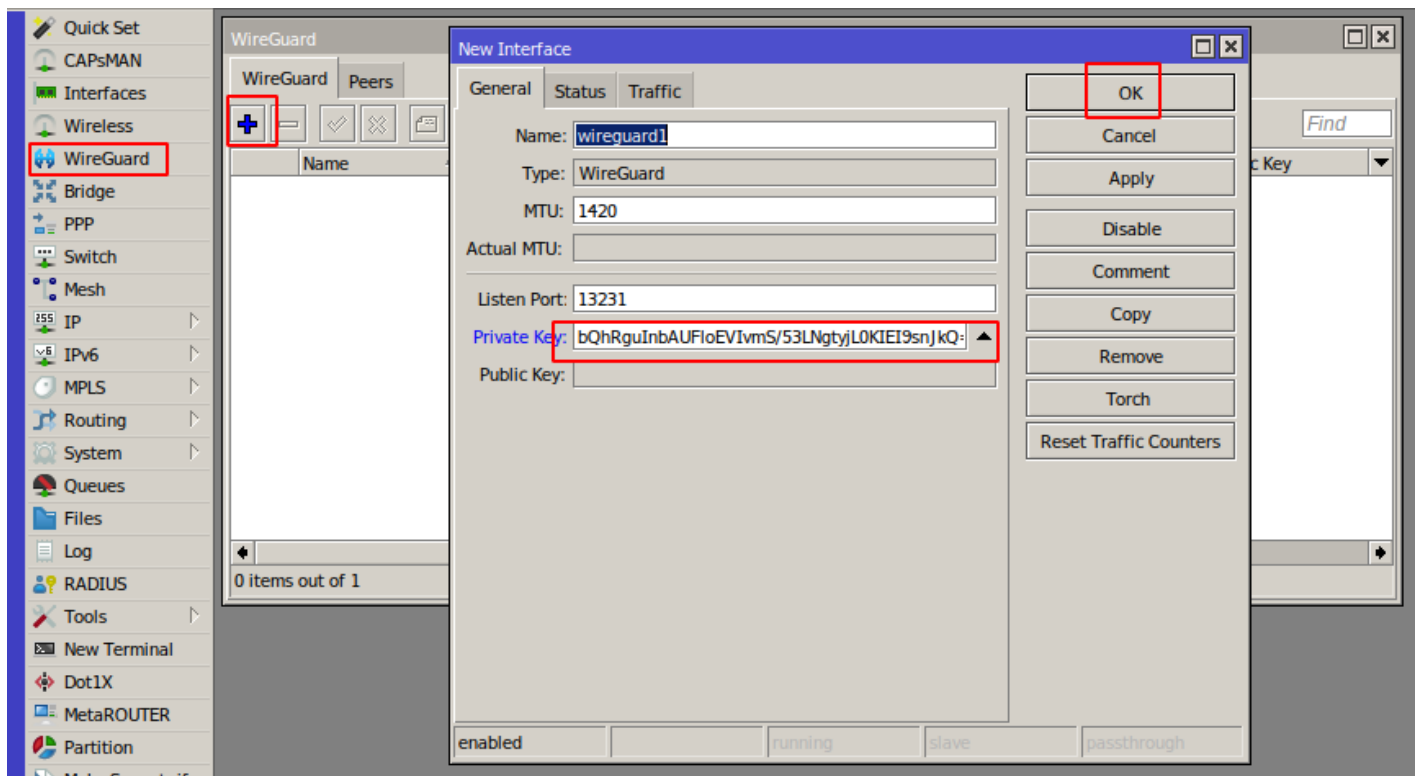 Quick Set
CAPsMAN
Interfaces
Wireless
WireGuard
Bridge
PPP
Switch
Mesh
IP
IPv6
MPLS
Routing
System
Queues
Files
Log
RADIUS
Tools
New Terminal
Dot1X
MetaROUTER
Partition
WireGuard
WireGuard Peers
Find
Name
c Key
0 items out of 1
New Interface
General Status Traffic
Name: wireguard1
Type: WireGuard
MTU: 1420
Actual MTU:
Listen Port: 13231
Private Key: bQhRguInbAUFloEVIvmS/53LNgtyjL0KIEI9snJkQ=
Public Key:
OK
Cancel
Apply
Disable
Comment
Copy
Remove
Torch
Reset Traffic Counters
enabled running slave passthrough